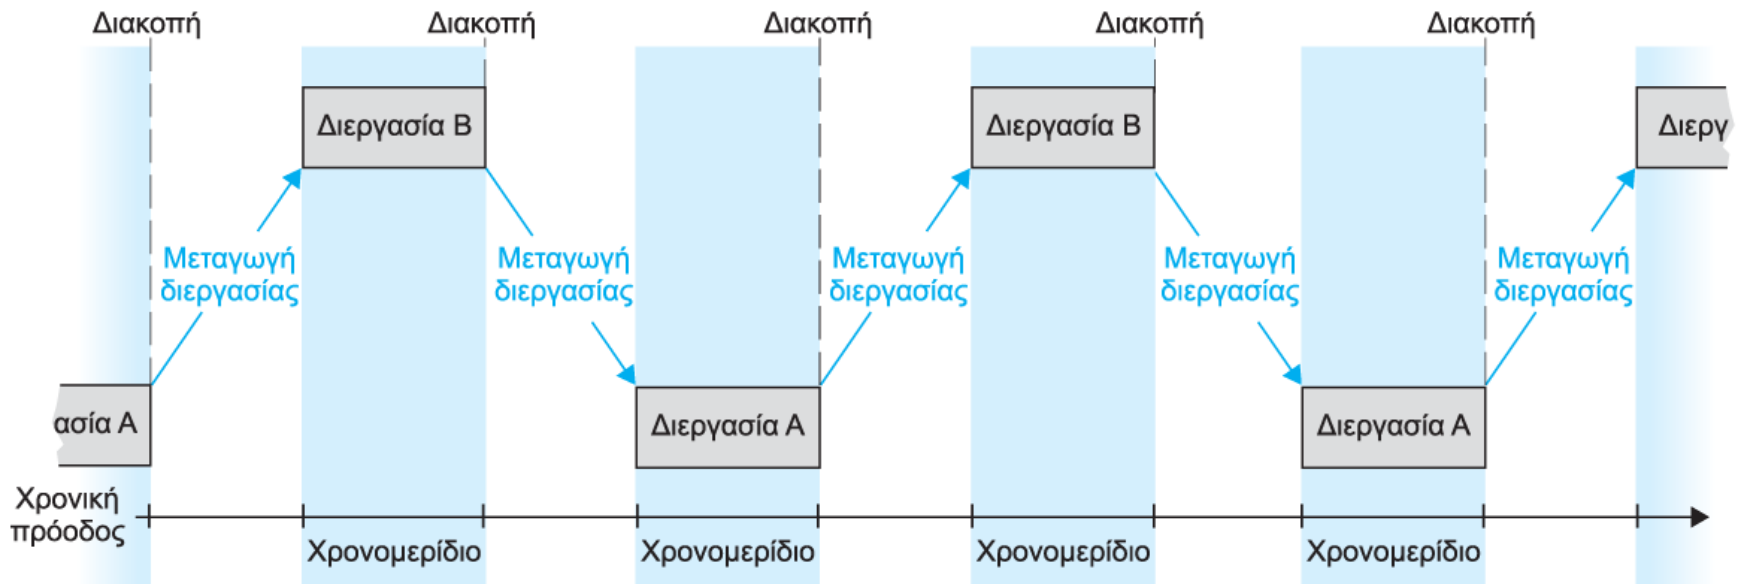 Διακοπή Διακοπή Διακοπή Διακοπή Διακοπή
Διεργασία Β Διεργασία Β Διεργ
Μεταγωγή Μεταγωγή Μεταγωγή Μεταγωγή Μεταγωγή
διεργασίας διεργασίας διεργασίας διεργασίας διεργασίας
ασία Α Διεργασία Α Διεργασία Α
Χρονική
πρόοδος
Χρονομερίδιο Χρονομερίδιο Χρονομερίδιο Χρονομερίδιο